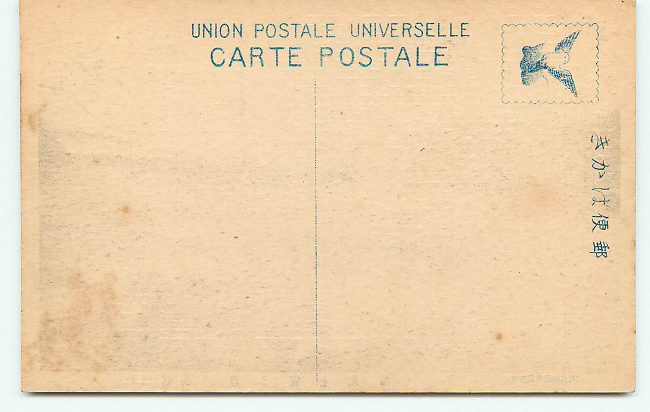 UNION POSTALE UNIVERSELLE
CARTE POSTALE
郵便はかき